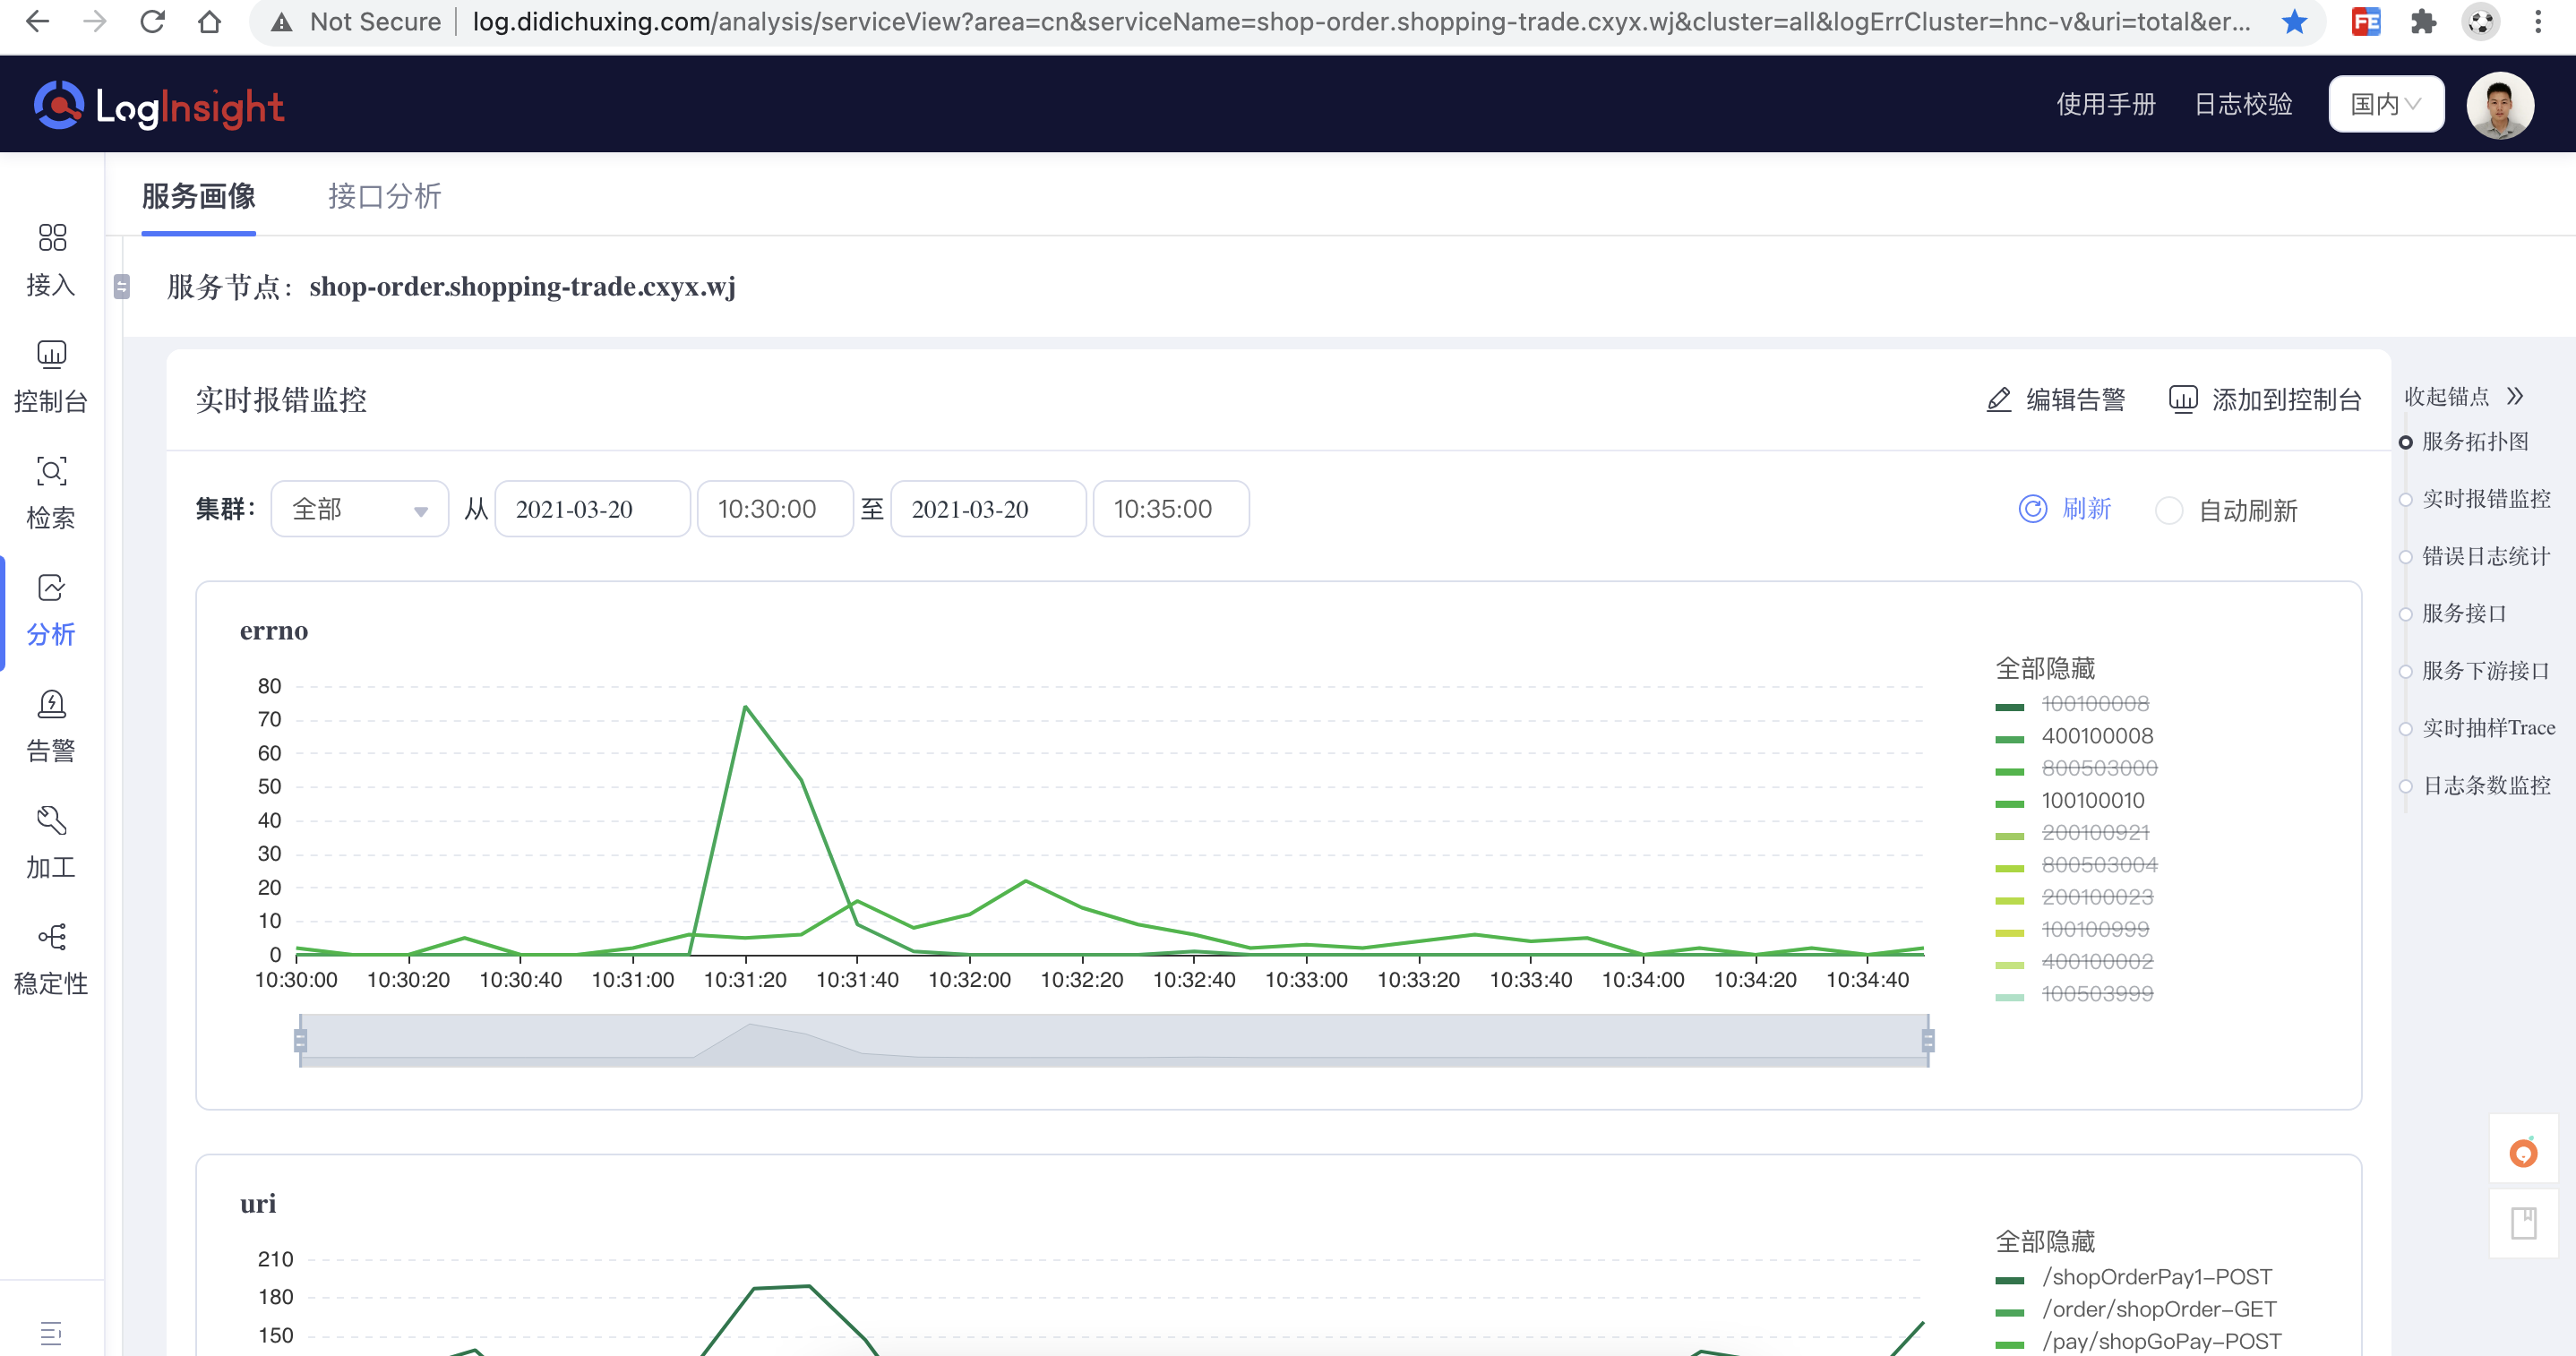 Not Secure
log.didichuxing.com/analysis/serviceView?area=cn&serviceName=shop-order.shopping-trade.cxyx.wj&cluster=all&logErrCluster=hnc-v&uri=total&er...
FE
LogInsight
使用手册
日志校验
国内
服务画像
接口分析
接入
控制台
检索
分析
告警
加工
稳定性
服务节点：shop-order.shopping-trade.cxyx.wj
实时报错监控
编辑告警
添加到控制台
集群：全部 从 2021-03-20 10:30:00 至 2021-03-20 10:35:00
刷新
自动刷新
errno
80
70
60
50
40
30
20
10
0
10:30:00 10:30:20 10:30:40 10:31:00 10:31:20 10:31:40 10:32:00 10:32:20 10:32:40 10:33:00 10:33:20 10:33:40 10:34:00 10:34:20 10:34:40
全部隐藏
100100008
400100008
800503000
100100010
200100921
800503004
200100023
100100999
400100002
100503999
uri
210
180
150
全部隐藏
/shopOrderPay1-POST
/order/shopOrder-GET
/pay/shopGoPay-POST
收起锚点
服务拓扑图
实时报错监控
错误日志统计
服务接口
服务下游接口
实时抽样Trace
日志条数监控